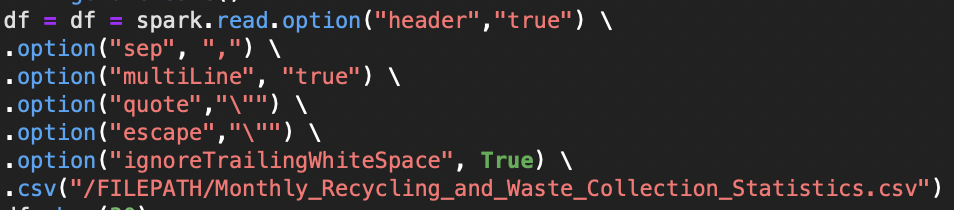 df = df = spark.read.option("header","true") \
.option("sep", ",") \
.option("multiLine", "true") \
.option("quote","\"") \
.option("escape","\"") \
.option("ignoreTrailingWhiteSpace", True) \
.csv("/FILEPATH/Monthly_Recycling_and_Waste_Collection_Statistics.csv")